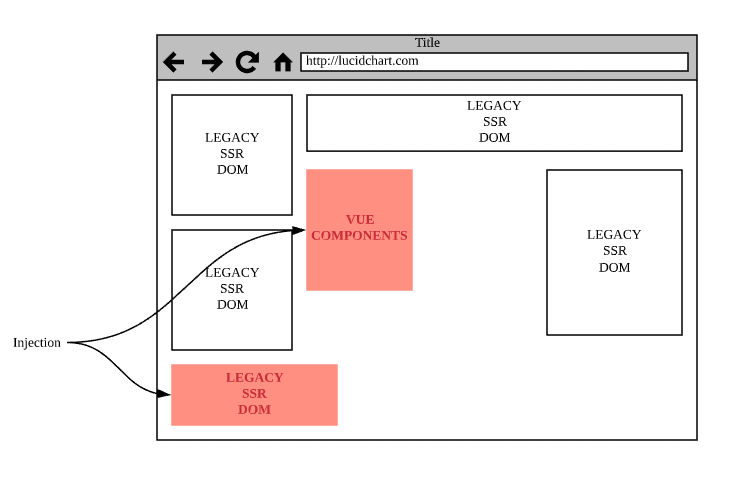 Title
http://lucidchart.com
LEGACY
SSR
DOM
LEGACY
SSR
DOM
VUE
COMPONENTS
LEGACY
SSR
DOM
LEGACY
SSR
DOM
Injection
LEGACY
SSR
DOM